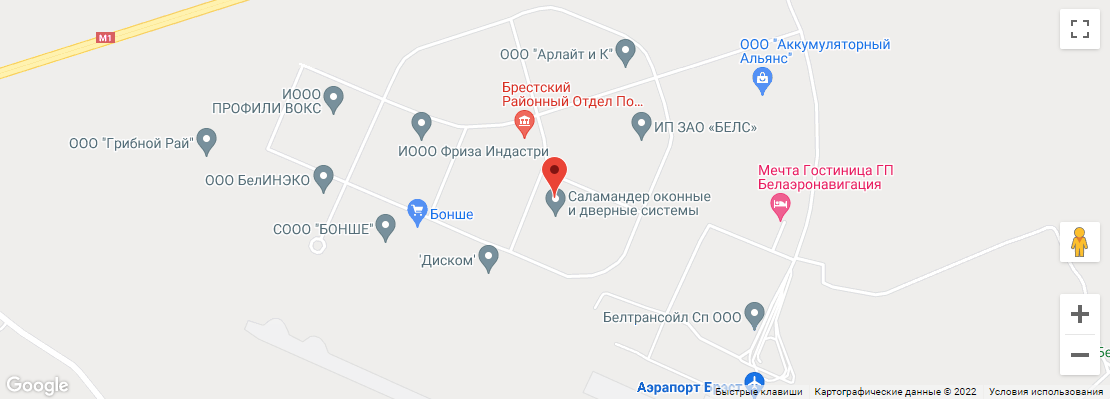 M1
ООО "Арлайт и К"
ООО "Аккумуляторный
Альянс"
Брестский
Районный Отдел По...
ИООО
ПРОФИЛИ ВОКС
ИП ЗАО «БЕЛС»
ООО "Грибной Рай"
ИООО Фриза Индастри
Мечта Гостиница ГП
Белаэронавигация
ООО БелИНЭКО
Саламандер оконные
и дверные системы
Бонше
СООО "БОНШЕ"
'Диском'
Белтрансойл Сп ООО
Бе
Аэрапорт Брэст
Google
Быстрые клавиши
Картографические данные © 2022
Условия использования